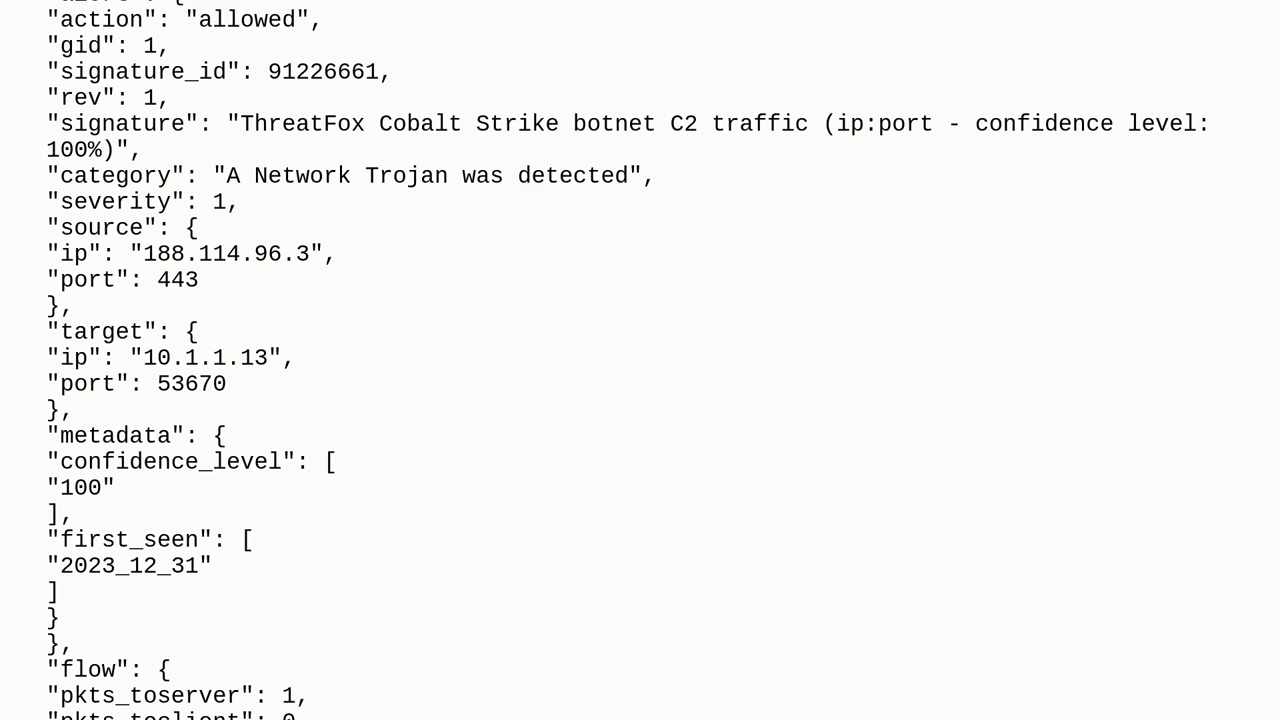 "action": "allowed",
"gid": 1,
"signature_id": 91226661,
"rev": 1,
"signature": "ThreatFox Cobalt Strike botnet C2 traffic (ip:port - confidence level:
100%)",
"category": "A Network Trojan was detected",
"severity": 1,
"source": {
"ip": "188.114.96.3",
"port": 443
},
"target": {
"ip": "10.1.1.13",
"port": 53670
},
"metadata": {
"confidence_level": [
"100"
],
"first_seen": [
"2023_12_31"
]
}
},
"flow": {
"pkts_toserver": 1,
"pkts_toclient": 0